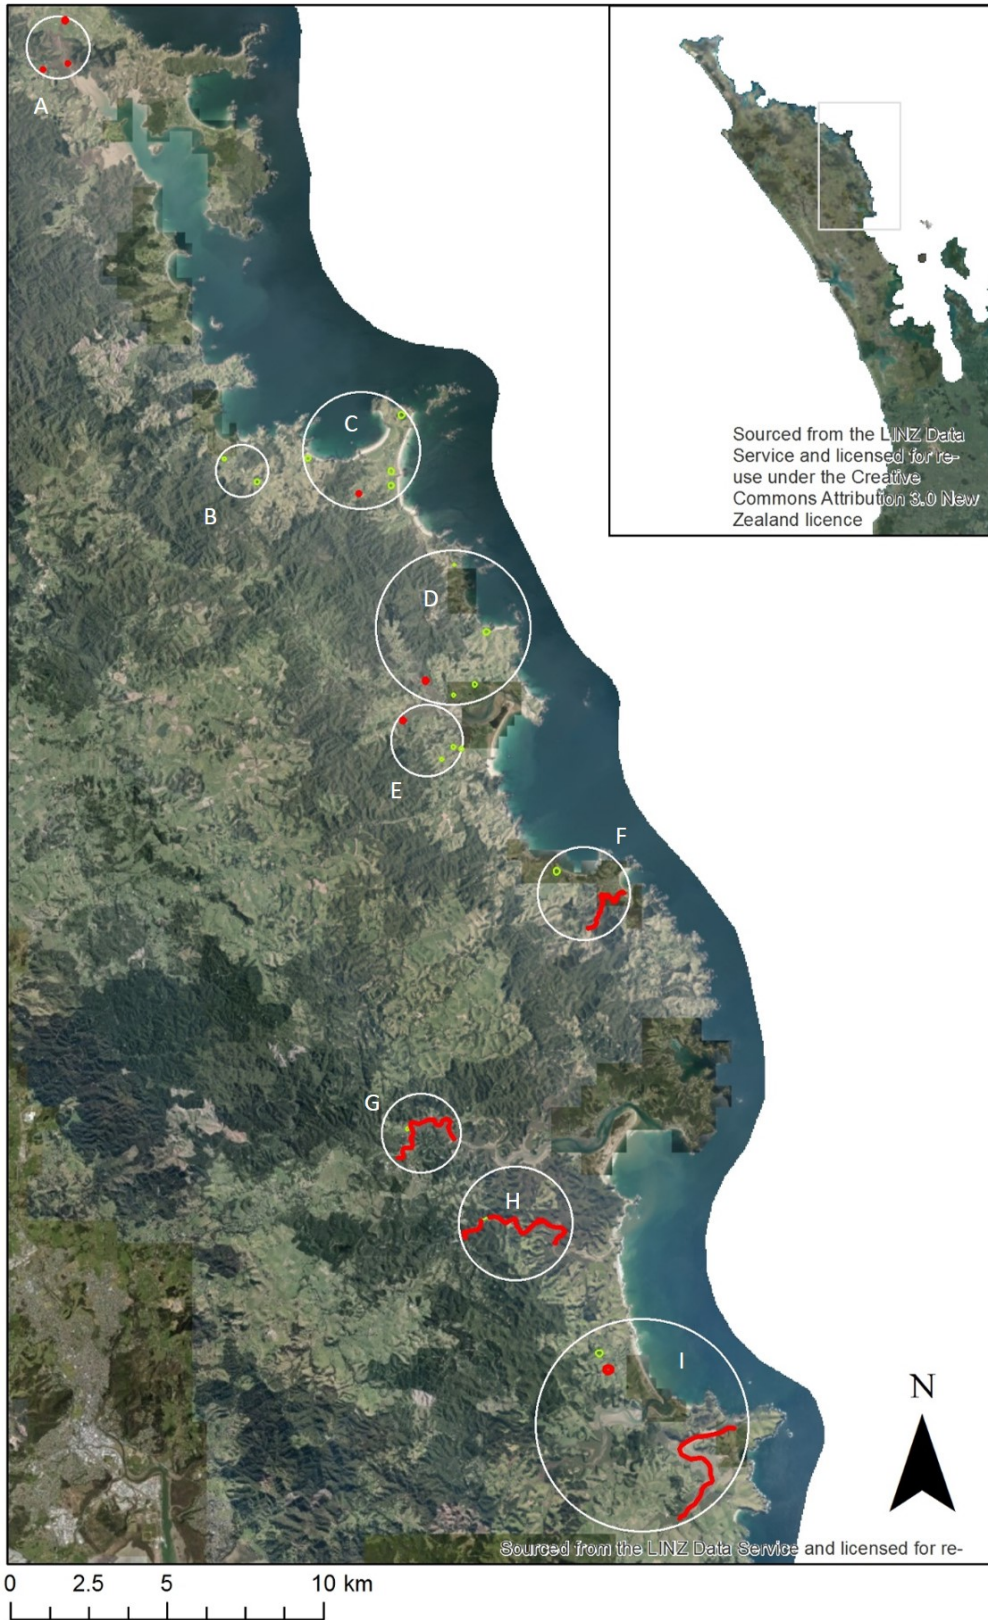 A
B
C
D
E
F
G
H
I
Sourced from the LINZ Data
Service and licensed for re-
use under the Creative
Commons Attribution 3.0 New
Zealand licence
N
Sourced from the LINZ Data Service and licensed for re-
0 2.5 5 10 km